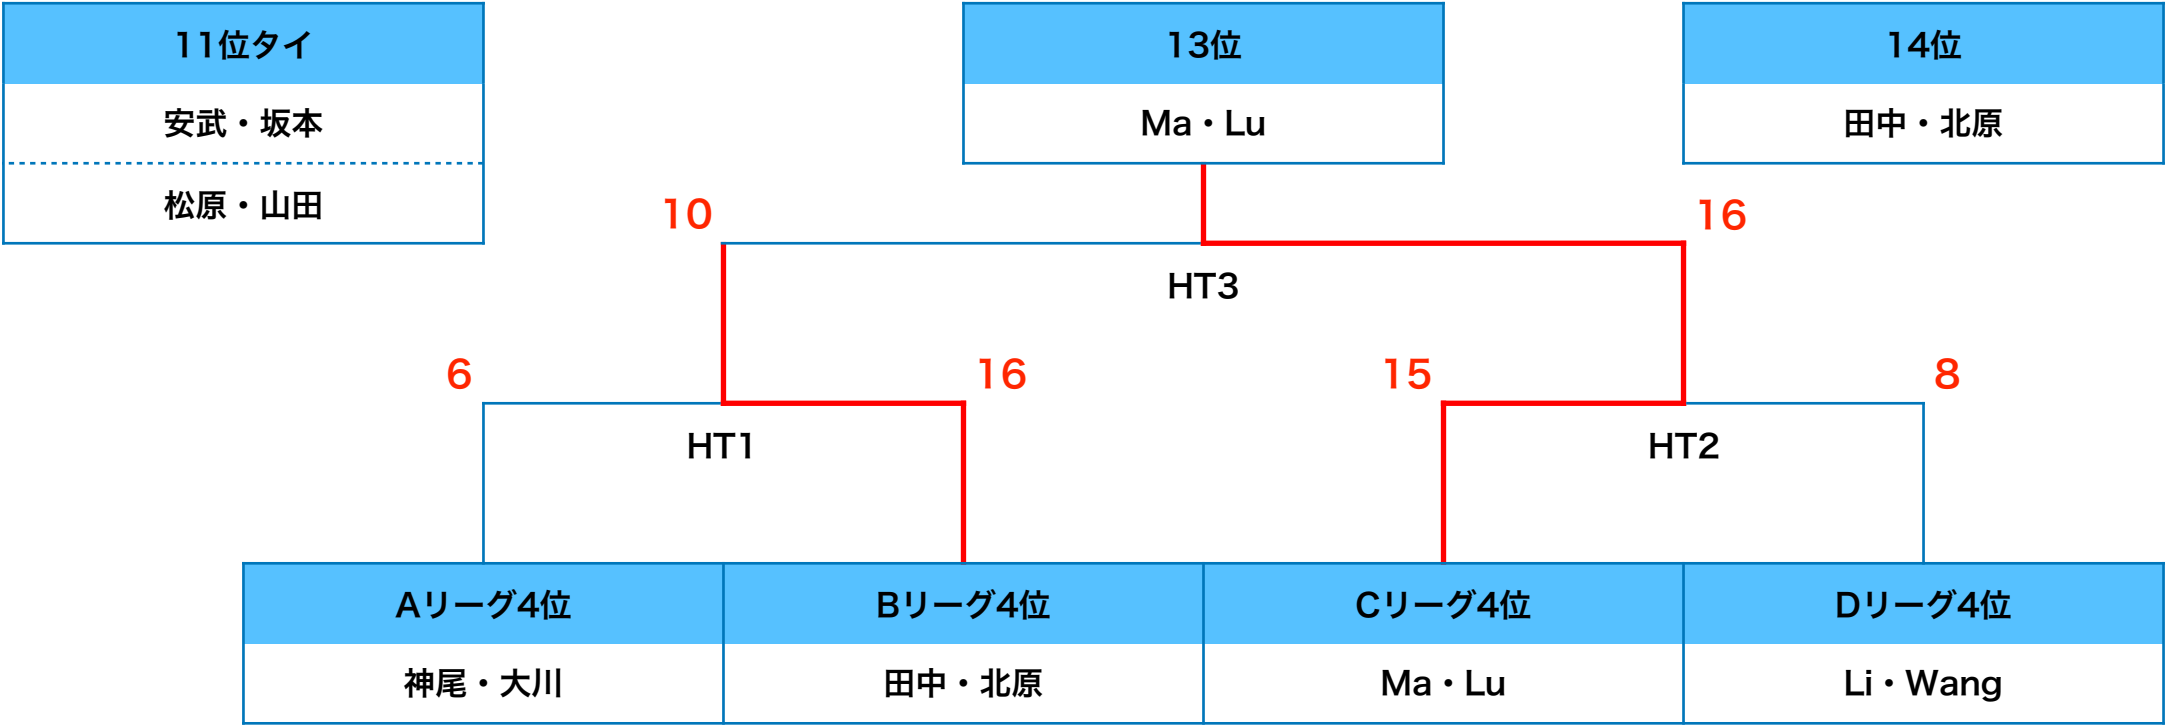 11位タイ
安武・坂本
松原・山田
13位
Ma・Lu
14位
田中・北原
10
16
HT3
6
16
15
8
HT1
HT2
Aリーグ4位
Bリーグ4位
Cリーグ4位
Dリーグ4位
神尾・大川
田中・北原
Ma・Lu
Li・Wang